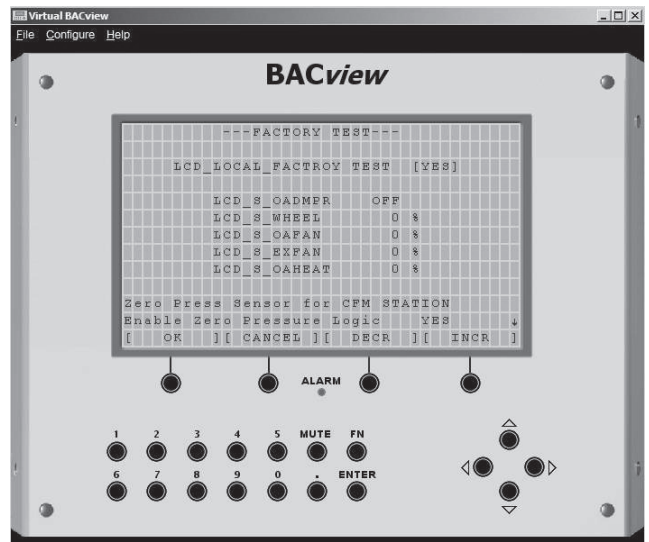 Virtual BACview
File Configure Help
BACview
---FACTORY TEST---
LCD_LOCAL_FACTROY TEST [YES]
LCD_S_OADMPR OFF
LCD_S_WHEEL 0 %
LCD_S_OAFAN 0 %
LCD_S_EXFAN 0 %
LCD_S_OAHEAT 0 %
Zero Press Sensor for CFM STATION
Enable Zero Pressure Logic YES ↓
[ OK ][ CANCEL ][ DECR ][ INCR ]
ALARM
1 2 3 4 5 MUTE FN
6 7 8 9 0 . ENTER